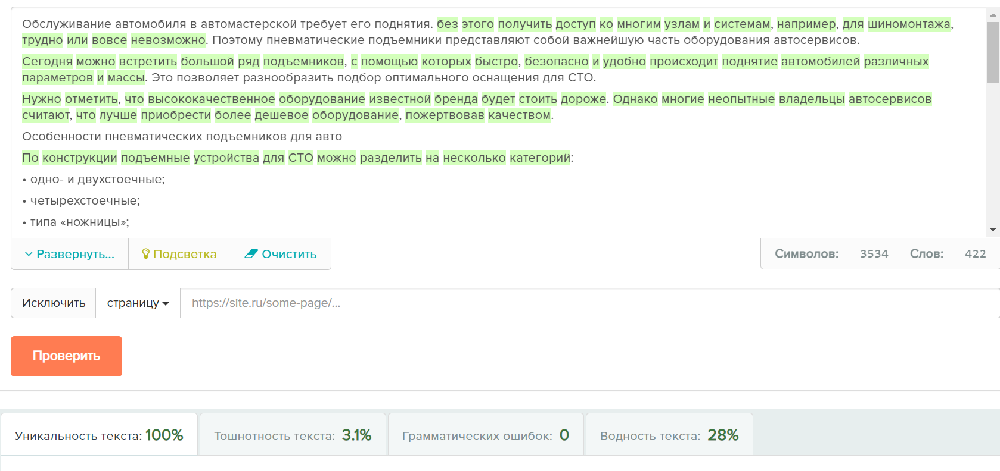 Обслуживание автомобиля в автомастерской требует его поднятия. без этого получить доступ ко многим узлам и системам, например, для шиномонтажа,
трудно или вовсе невозможно. Поэтому пневматические подъемники представляют собой важнейшую часть оборудования автосервисов.
Сегодня можно встретить большой ряд подъемников, с помощью которых быстро, безопасно и удобно происходит поднятие автомобилей различных
параметров и массы. Это позволяет разнообразить подбор оптимального оснащения для СТО.
Нужно отметить, что высококачественное оборудование известной бренда будет стоить дороже. Однако многие неопытные владельцы автосервисов
считают, что лучше приобрести более дешевое оборудование, пожертвовав качеством.
Особенности пневматических подъемников для авто
По конструкции подъемные устройства для СТО можно разделить на несколько категорий:
• одно- и двухстоечные;
• четырехстоечные;
• типа «ножницы»;
Развернуть... Подсветка Очистить Символов: 3534 Слов: 422
Исключить страницу https://site.ru/some-page/...
Проверить
Уникальность текста: 100% Тошнотность текста: 3.1% Грамматических ошибок: 0 Водность текста: 28%